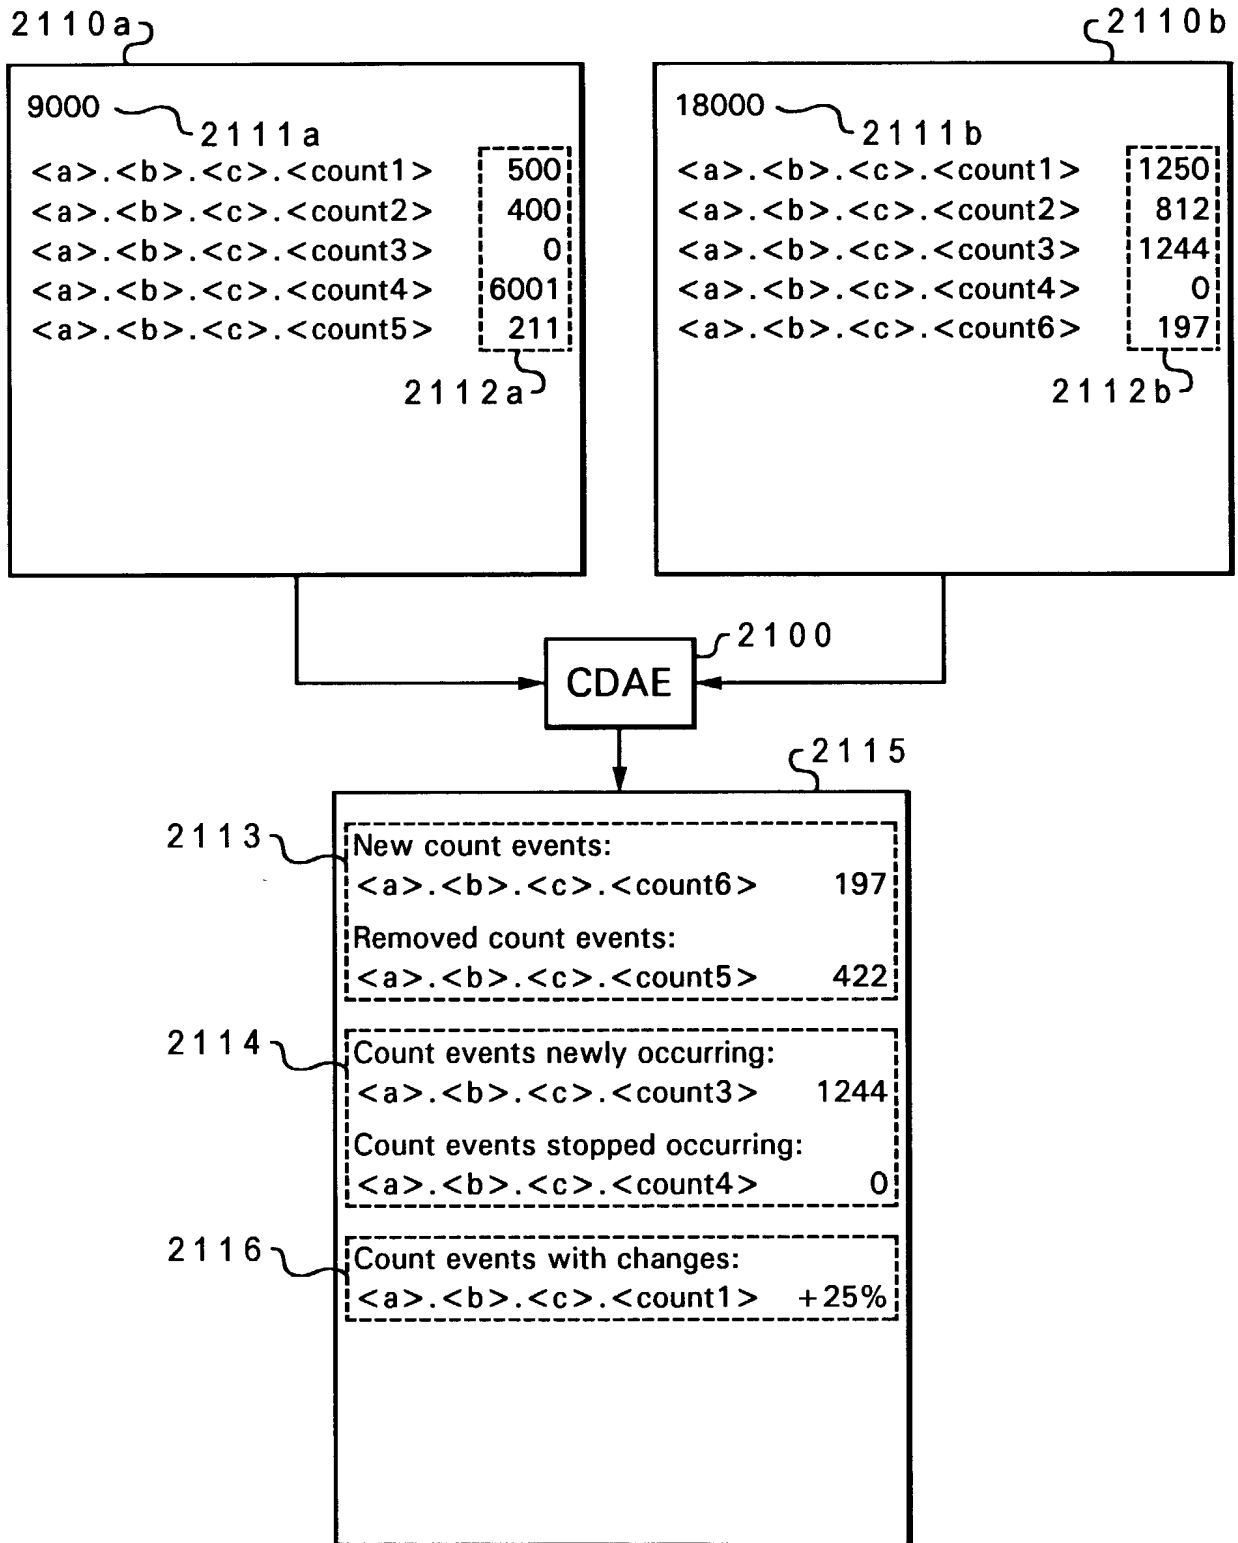 2110a
2110b
9000
2111a
<a>.<b>.<c>.<count1> 500
<a>.<b>.<c>.<count2> 400
<a>.<b>.<c>.<count3> 0
<a>.<b>.<c>.<count4> 6001
<a>.<b>.<c>.<count5> 211
2112a
18000
2111b
<a>.<b>.<c>.<count1> 1250
<a>.<b>.<c>.<count2> 812
<a>.<b>.<c>.<count3> 1244
<a>.<b>.<c>.<count4> 0
<a>.<b>.<c>.<count6> 197
2112b
2100
CDAE
2115
2113
New count events:
<a>.<b>.<c>.<count6> 197
Removed count events:
<a>.<b>.<c>.<count5> 422
2114
Count events newly occurring:
<a>.<b>.<c>.<count3> 1244
Count events stopped occurring:
<a>.<b>.<c>.<count4> 0
2116
Count events with changes:
<a>.<b>.<c>.<count1> +25%